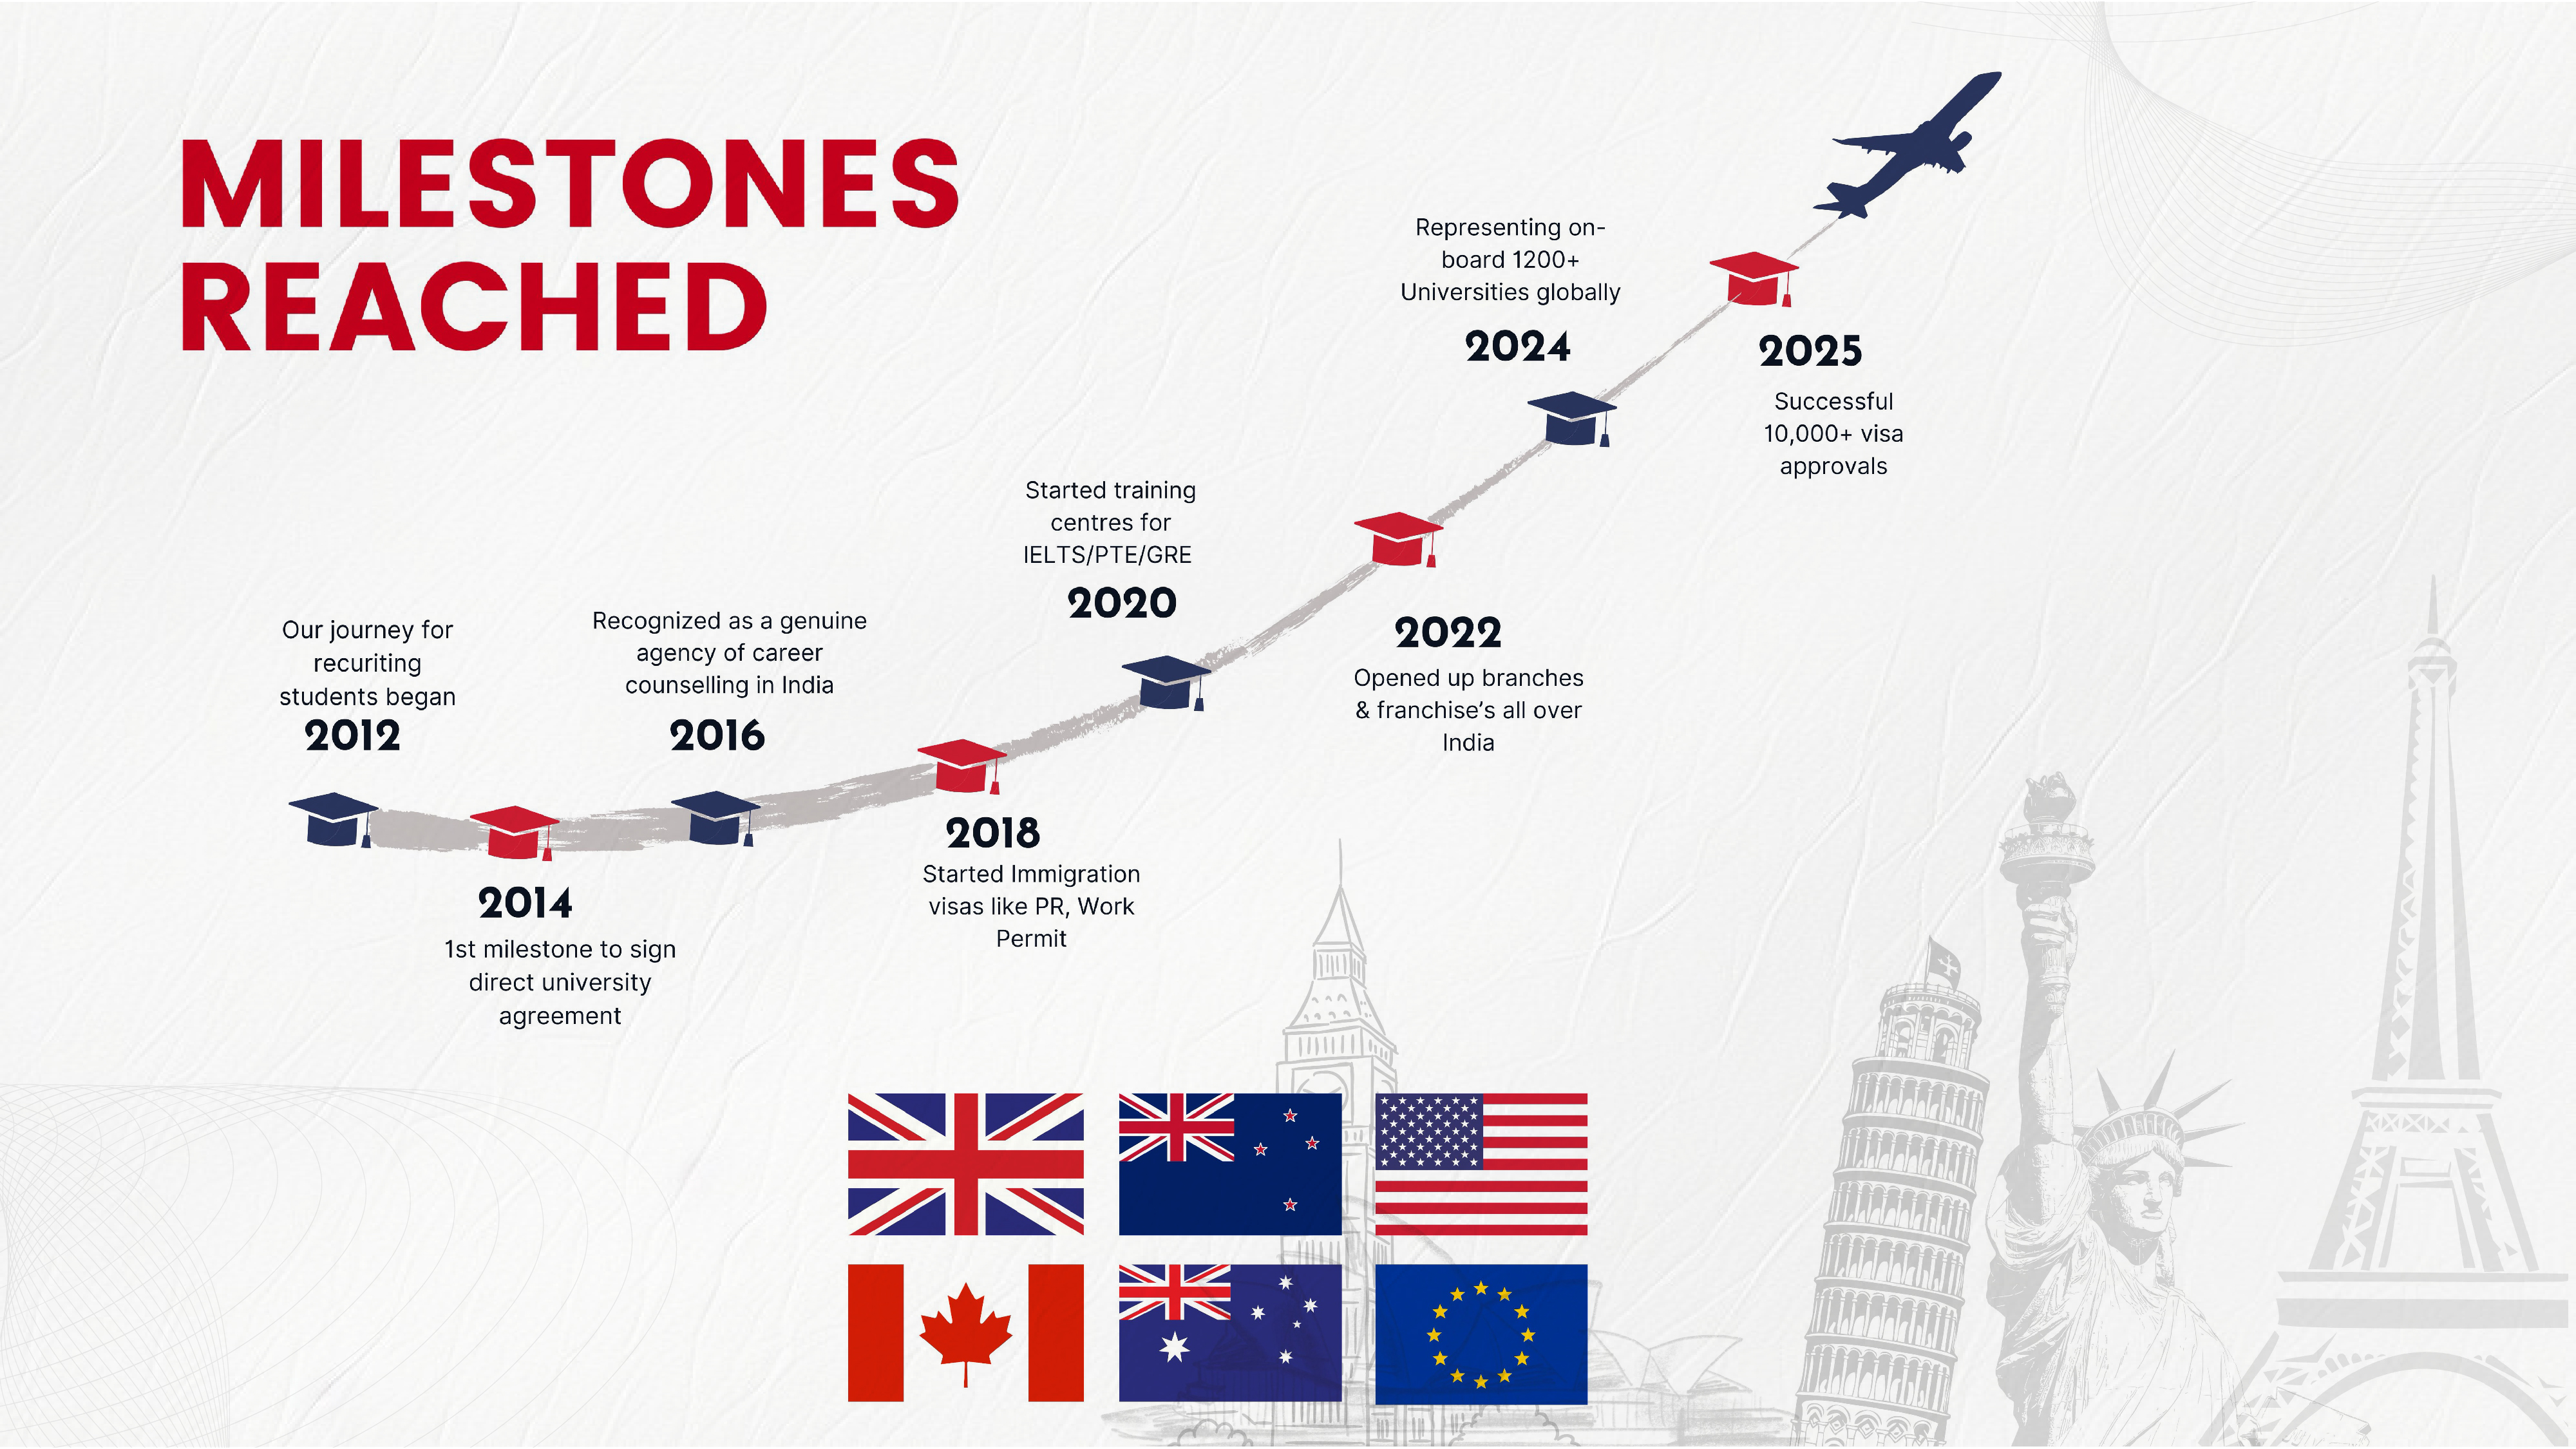 MILESTONES
REACHED
Our journey for
recuriting
students began
2012
2014
1st milestone to sign
direct university
agreement
Recognized as a genuine
agency of career
counselling in India
2016
2018
Started Immigration
visas like PR, Work
Permit
Started training
centres for
IELTS/PTE/GRE
2020
2022
Opened up branches
& franchise's all over
India
Representing on-
board 1200+
Universities globally
2024
2025
Successful
10,000+ visa
approvals